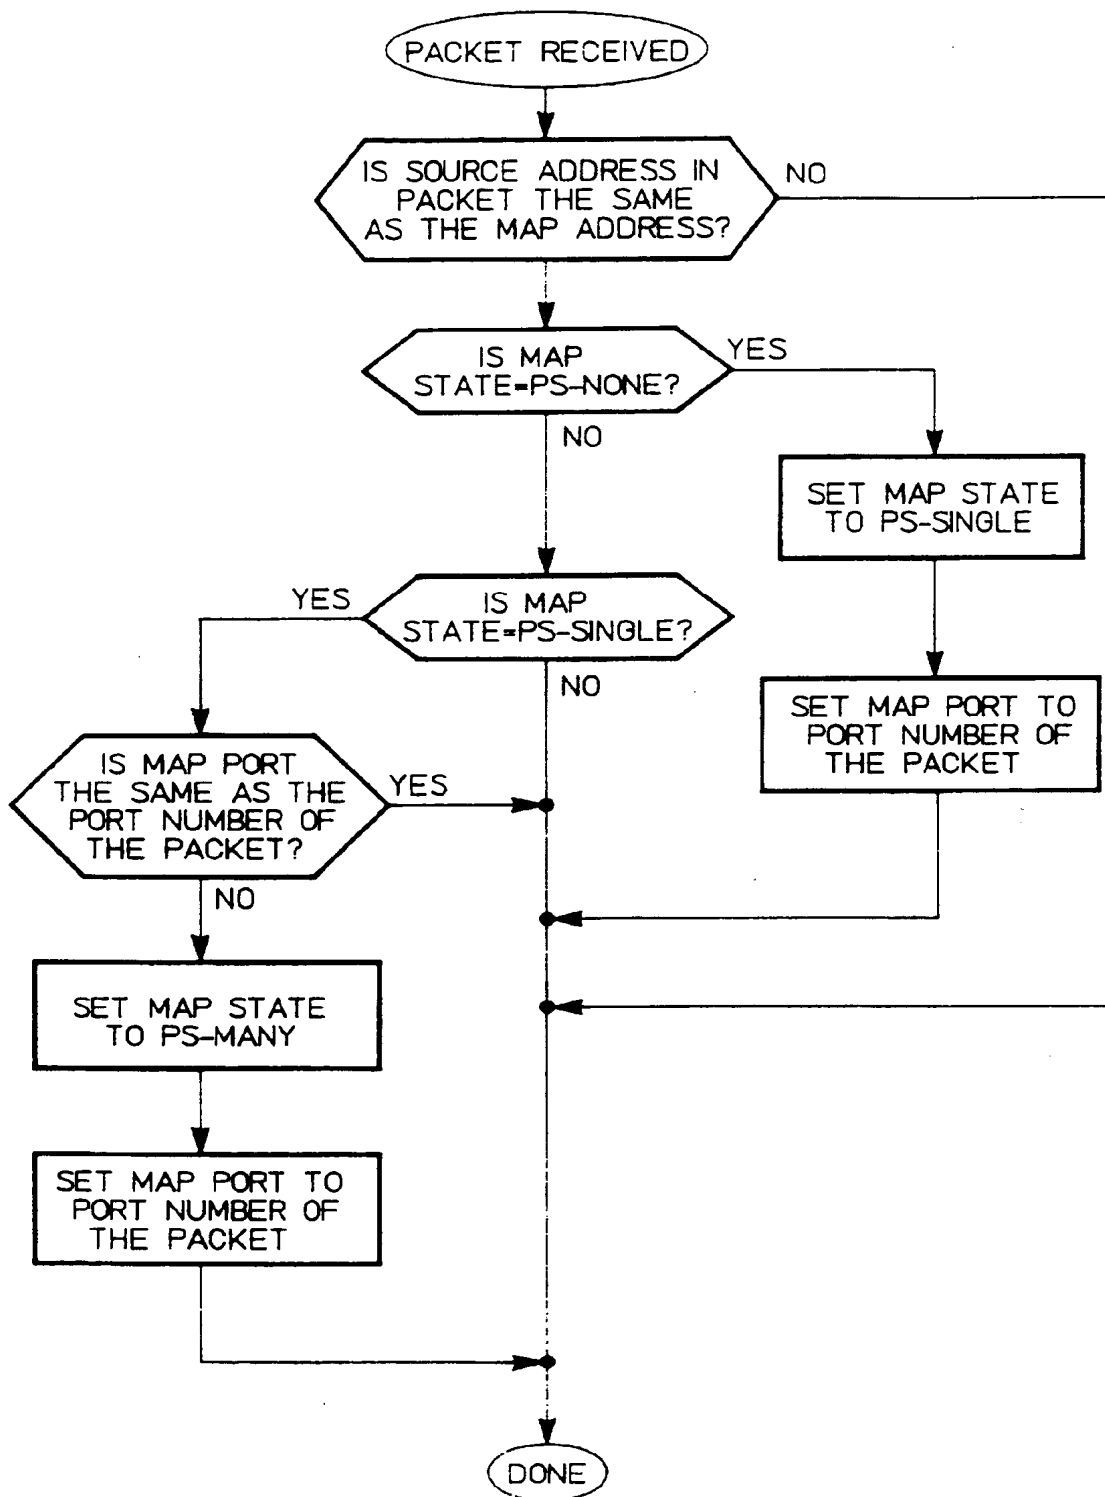 PACKET RECEIVED
IS SOURCE ADDRESS IN
PACKET THE SAME
AS THE MAP ADDRESS?
NO
IS MAP
STATE=PS-NONE?
YES
NO
SET MAP STATE
TO PS-SINGLE
IS MAP
STATE=PS-SINGLE?
YES
NO
SET MAP PORT TO
PORT NUMBER OF
THE PACKET
IS MAP PORT
THE SAME AS THE
PORT NUMBER OF
THE PACKET?
YES
NO
SET MAP STATE
TO PS-MANY
SET MAP PORT TO
PORT NUMBER OF
THE PACKET
DONE